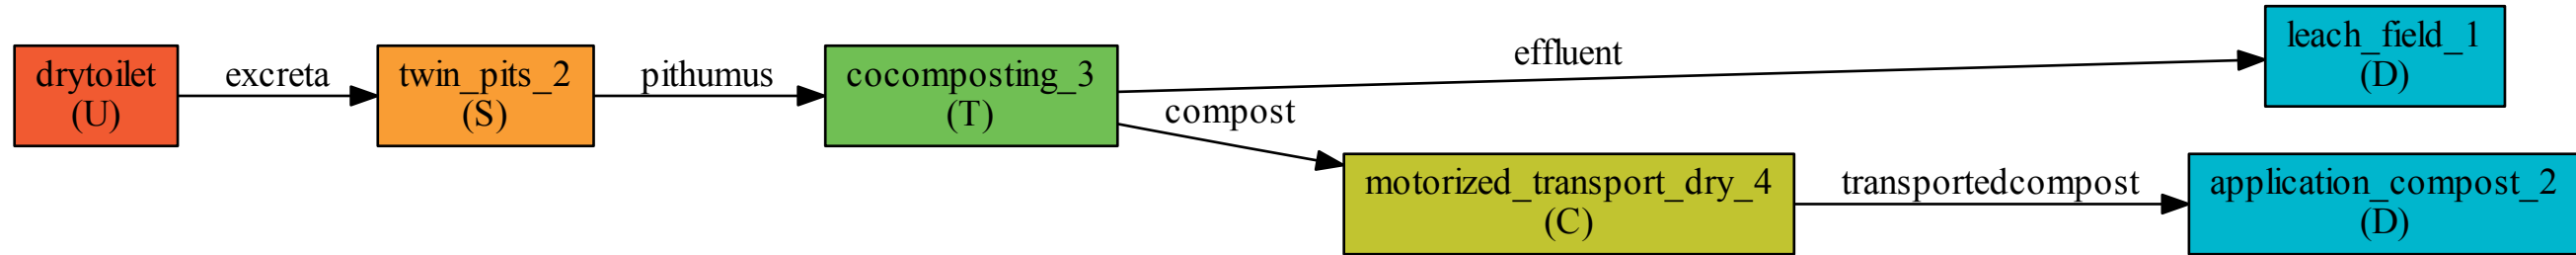 drytoilet
(U)
excreta
twin_pits_2
(S)
pithumus
cocomposting_3
(T)
effluent
leach_field_1
(D)
compost
motorized_transport_dry_4
(C)
transportedcompost
application_compost_2
(D)